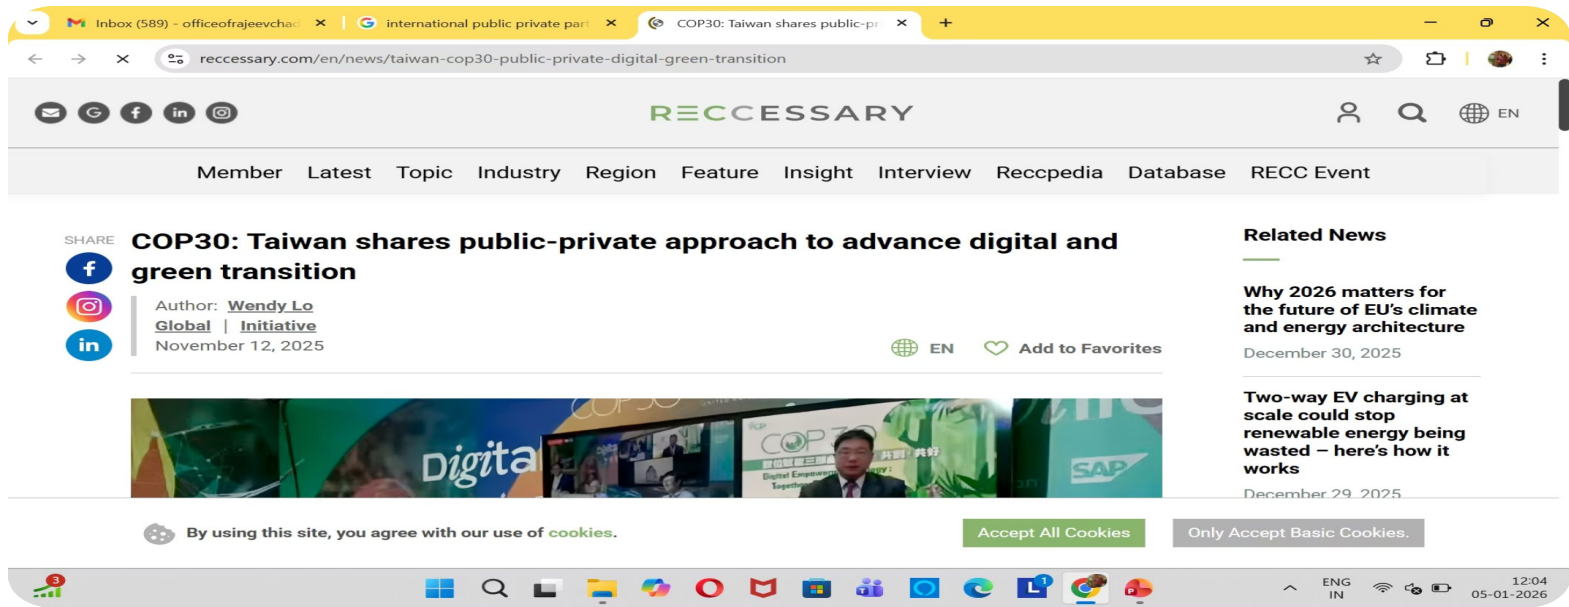 Inbox (589) - officeofrajeevchad
international public private part
COP30: Taiwan shares public-pr
reccessary.com/en/news/taiwan-cop30-public-private-digital-green-transition
RECCESSARY
EN
Member Latest Topic Industry Region Feature Insight Interview Reccpedia Database RECC Event
SHARE
COP30: Taiwan shares public-private approach to advance digital and
green transition
Author: Wendy Lo
Global | Initiative
November 12, 2025
EN Add to Favorites
Digital
COP30
SAP
Related News
Why 2026 matters for
the future of EU's climate
and energy architecture
December 30, 2025
Two-way EV charging at
scale could stop
renewable energy being
wasted – here's how it
works
December 29, 2025
By using this site, you agree with our use of cookies.
Accept All Cookies
Only Accept Basic Cookies.
3
1
ENG
IN
12:04
05-01-2026